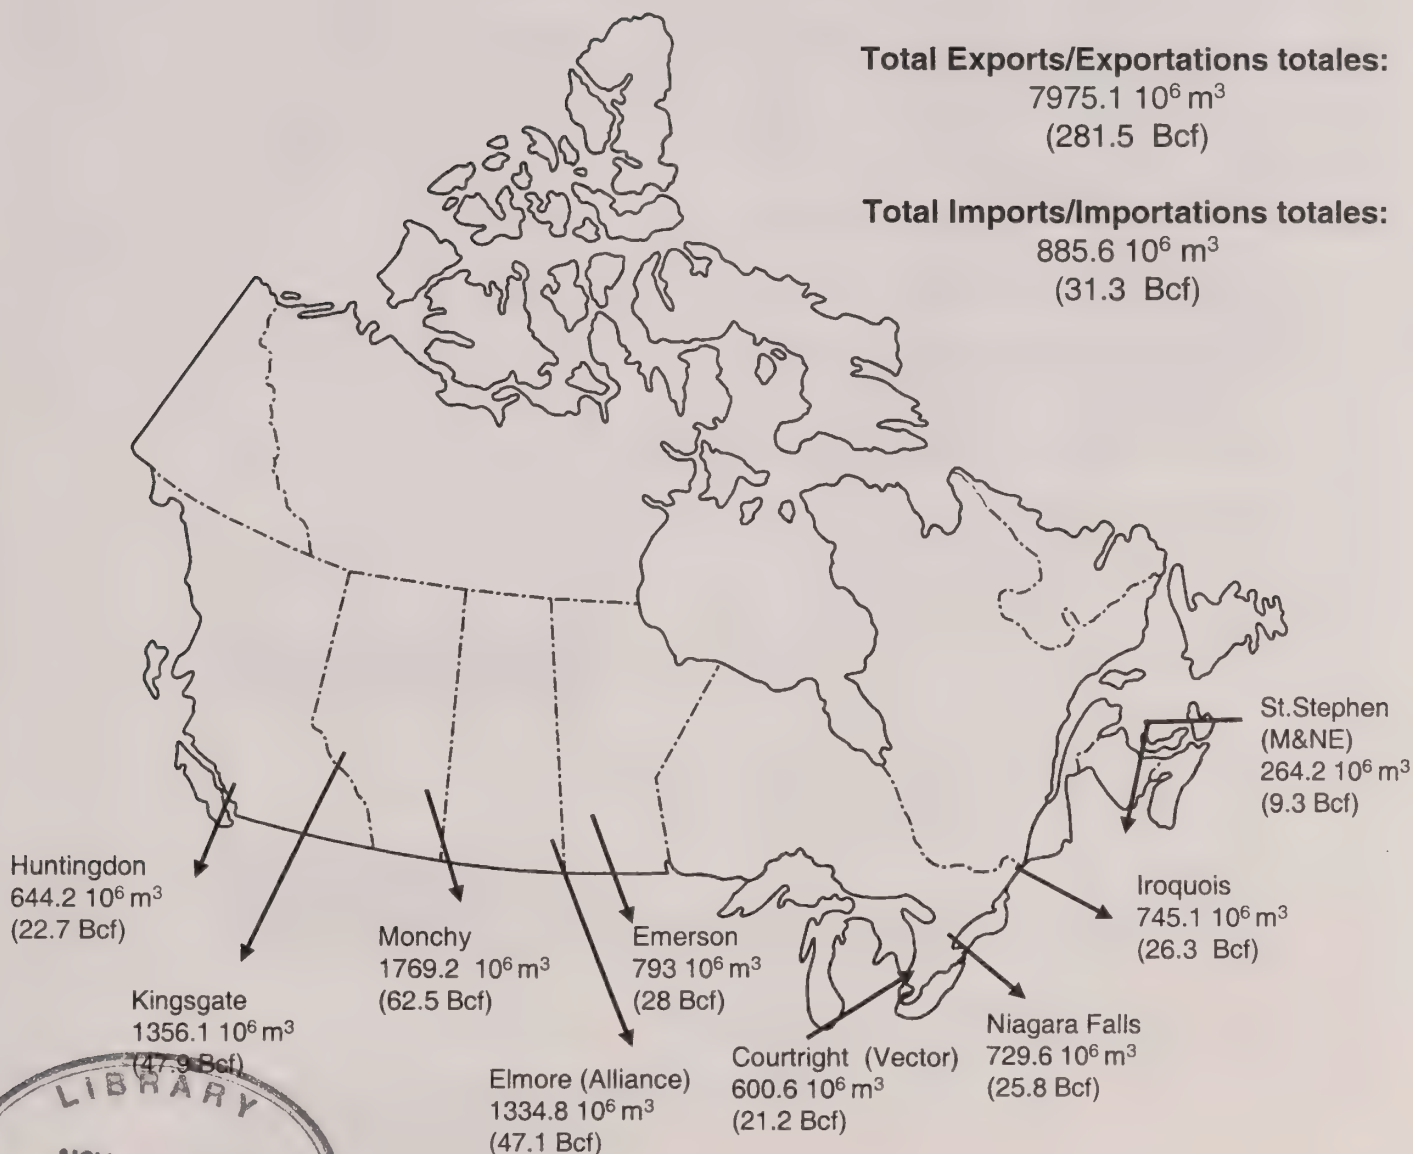 Total Exports/Exportations totales:
7975.1 10⁶ m³
(281.5 Bcf)
Total Imports/Importations totales:
885.6 10⁶ m³
(31.3 Bcf)
St.Stephen
(M&NE)
264.2 10⁶ m³
(9.3 Bcf)
Huntingdon
644.2 10⁶ m³
(22.7 Bcf)
Iroquois
745.1 10⁶ m³
(26.3 Bcf)
Monchy
1769.2 10⁶ m³
(62.5 Bcf)
Emerson
793 10⁶ m³
(28 Bcf)
Kingsgate
1356.1 10⁶ m³
(47.9 Bcf)
Niagara Falls
729.6 10⁶ m³
(25.8 Bcf)
Courtright (Vector)
600.6 10⁶ m³
(21.2 Bcf)
Elmore (Alliance)
1334.8 10⁶ m³
(47.1 Bcf)
LIBRARY